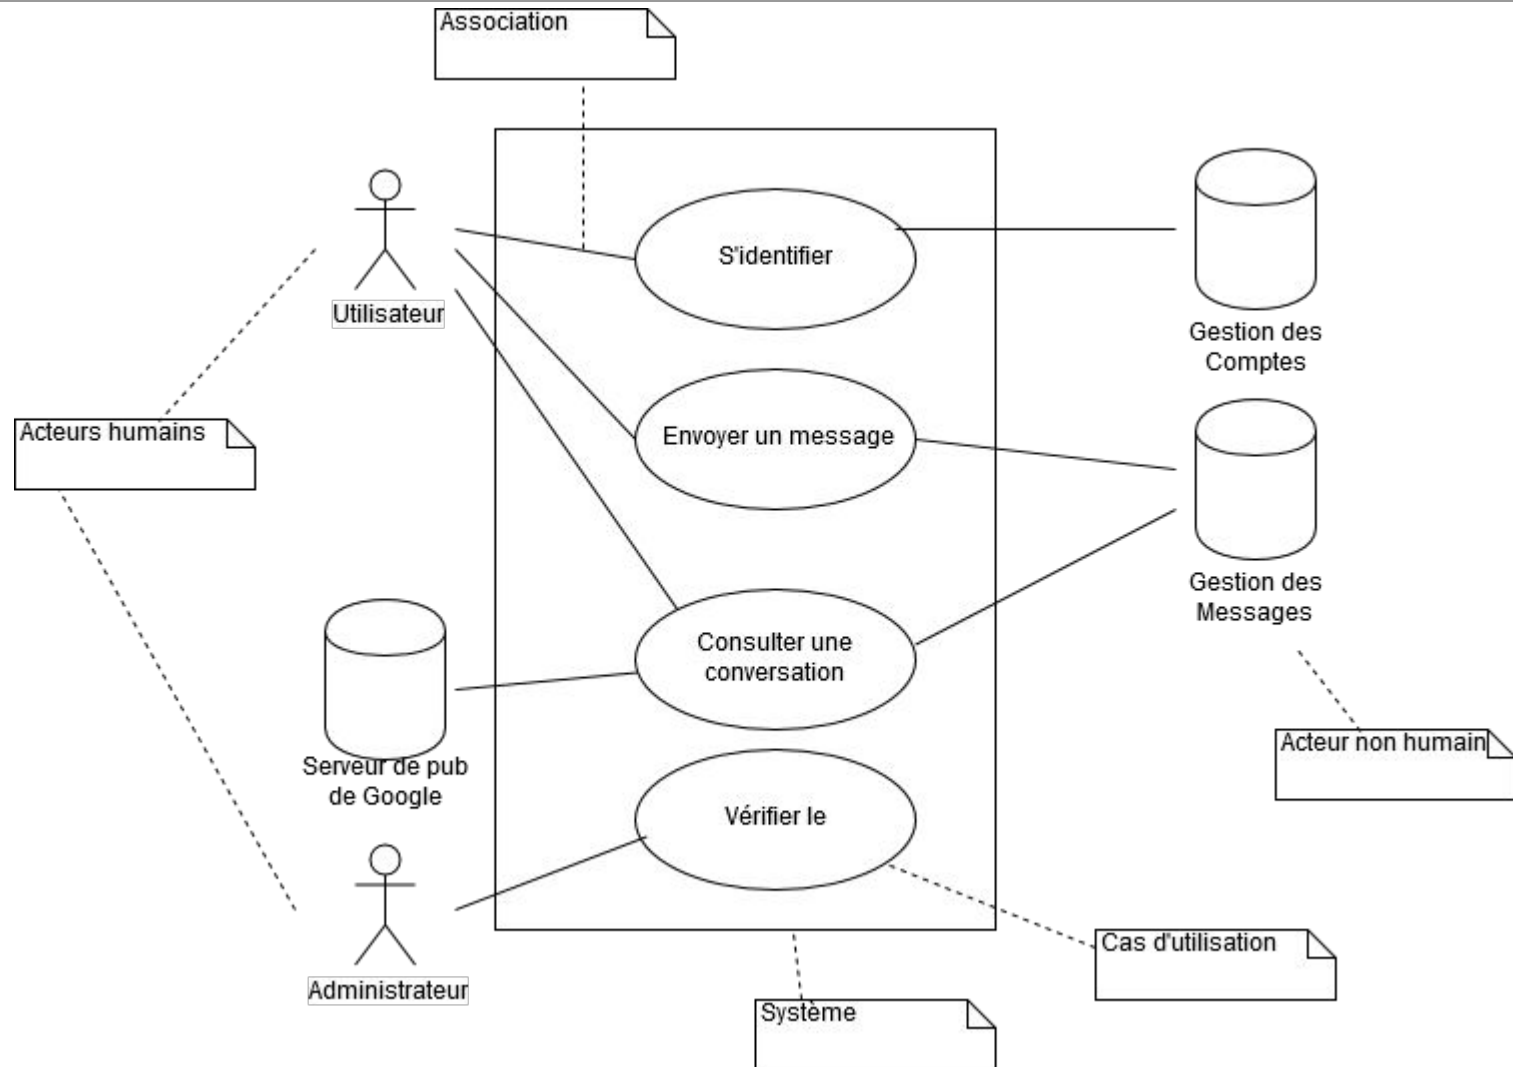 Association
S'identifier
Utilisateur
Gestion des
Comptes
Acteurs humains
Envoyer un message
Gestion des
Messages
Consulter une
conversation
Acteur non humain
Serveur de pub
de Google
Vérifier le
Cas d'utilisation
Administrateur
Système